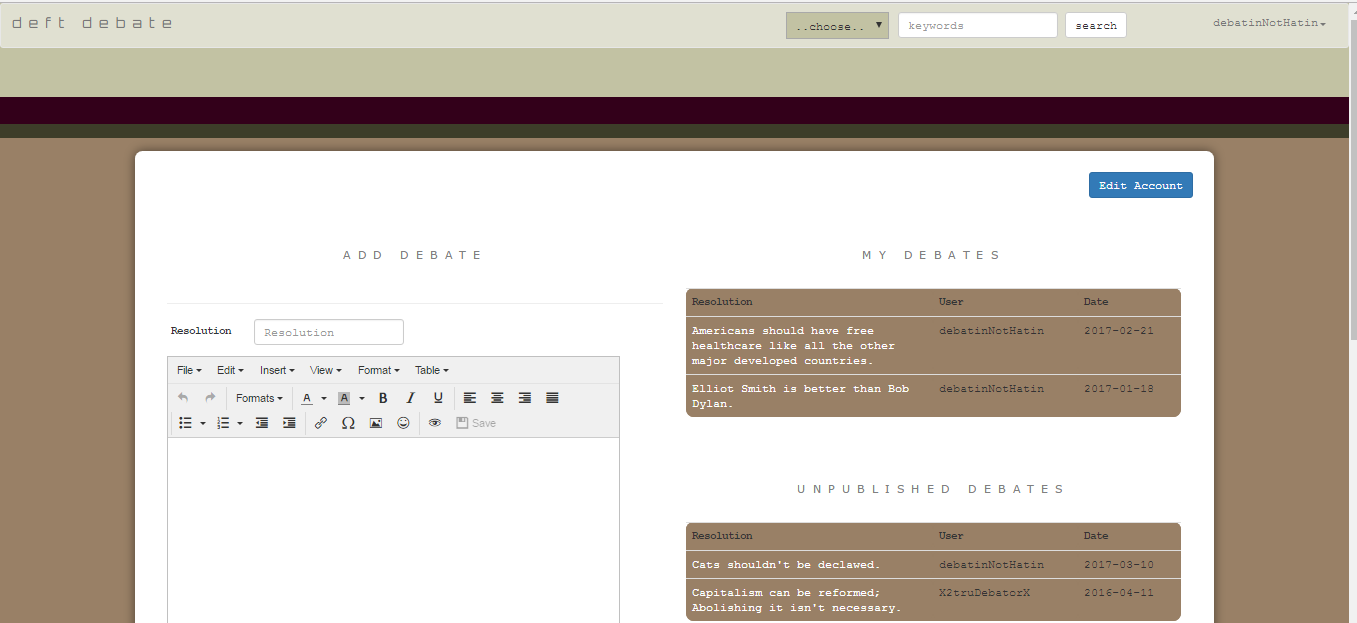 deft debate
..choose.. keywords search debatinNotHatin
Edit Account
ADD DEBATE
Resolution Resolution
File Edit Insert View Format Table
Formats A A B I U
Ω Save
MY DEBATES
Resolution User Date
Americans should have free debatinNotHatin 2017-02-21
healthcare like all the other
major developed countries.
Elliot Smith is better than Bob debatinNotHatin 2017-01-18
Dylan.
UNPUBLISHED DEBATES
Resolution User Date
Cats shouldn't be declawed. debatinNotHatin 2017-03-10
Capitalism can be reformed; X2truDebatorX 2016-04-11
Abolishing it isn't necessary.